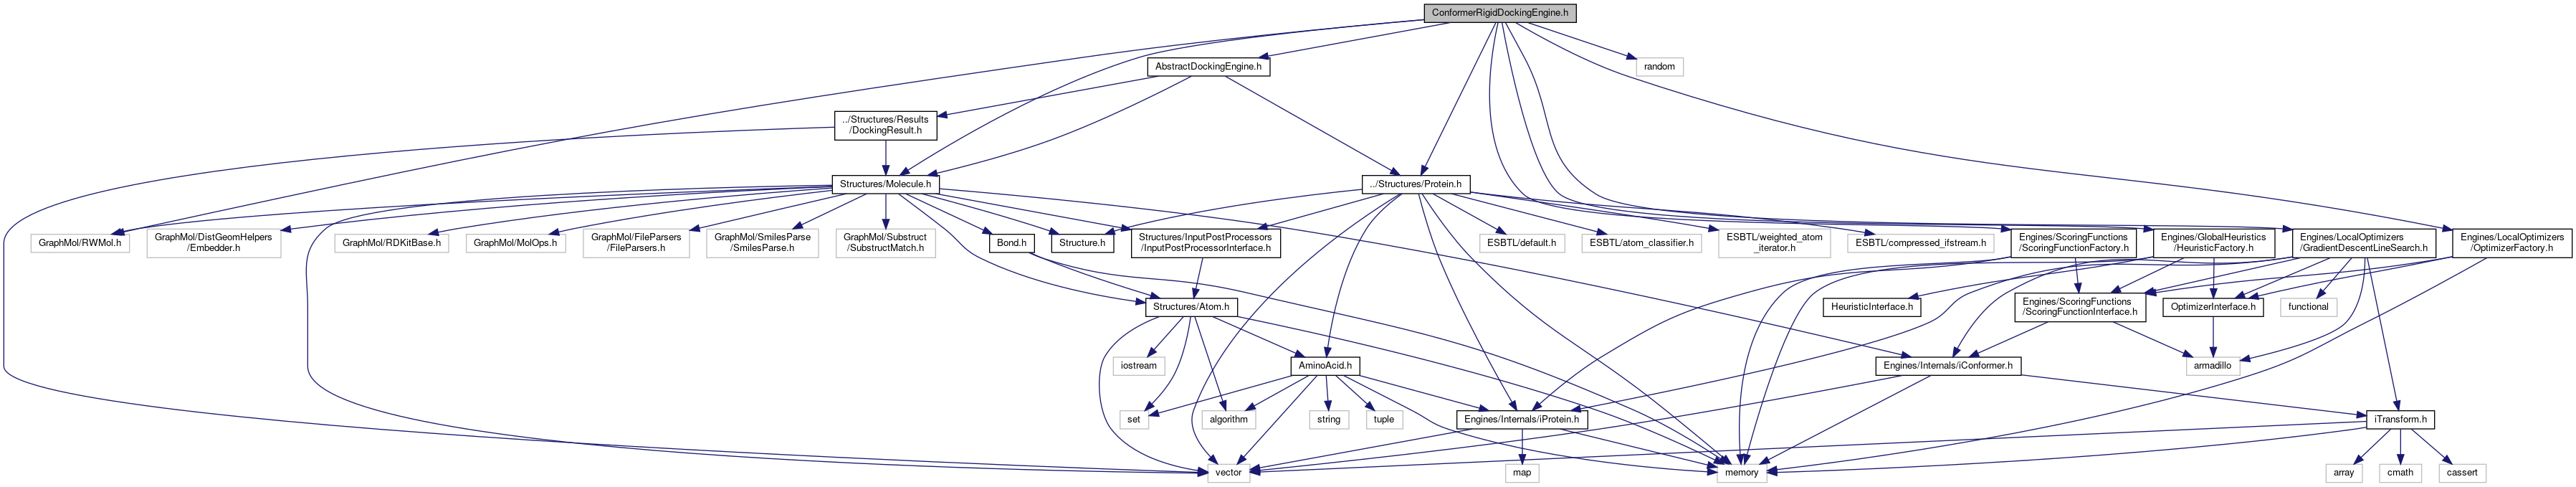 ConformerRigidDockingEngine.h
AbstractDockingEngine.h
random
../Structures/Results
/DockingResult.h
Structures/Molecule.h
../Structures/Protein.h
GraphMol/RWMol.h
GraphMol/DistGeomHelpers
/Embedder.h
GraphMol/RDKitBase.h
GraphMol/MolOps.h
GraphMol/FileParsers
/FileParsers.h
GraphMol/SmilesParse
/SmilesParse.h
GraphMol/Substruct
/SubstructMatch.h
Bond.h
Structure.h
Structures/InputPostProcessors
/InputPostProcessorInterface.h
ESBTL/default.h
ESBTL/atom_classifier.h
ESBTL/weighted_atom
_iterator.h
ESBTL/compressed_ifstream.h
Engines/ScoringFunctions
/ScoringFunctionFactory.h
Engines/GlobalHeuristics
/HeuristicFactory.h
Engines/LocalOptimizers
/GradientDescentLineSearch.h
Engines/LocalOptimizers
/OptimizerFactory.h
Structures/Atom.h
HeuristicInterface.h
Engines/ScoringFunctions
/ScoringFunctionInterface.h
OptimizerInterface.h
functional
iostream
AminoAcid.h
Engines/Internals/iConformer.h
armadillo
set
algorithm
string
tuple
Engines/Internals/iProtein.h
iTransform.h
vector
map
memory
array
cmath
cassert